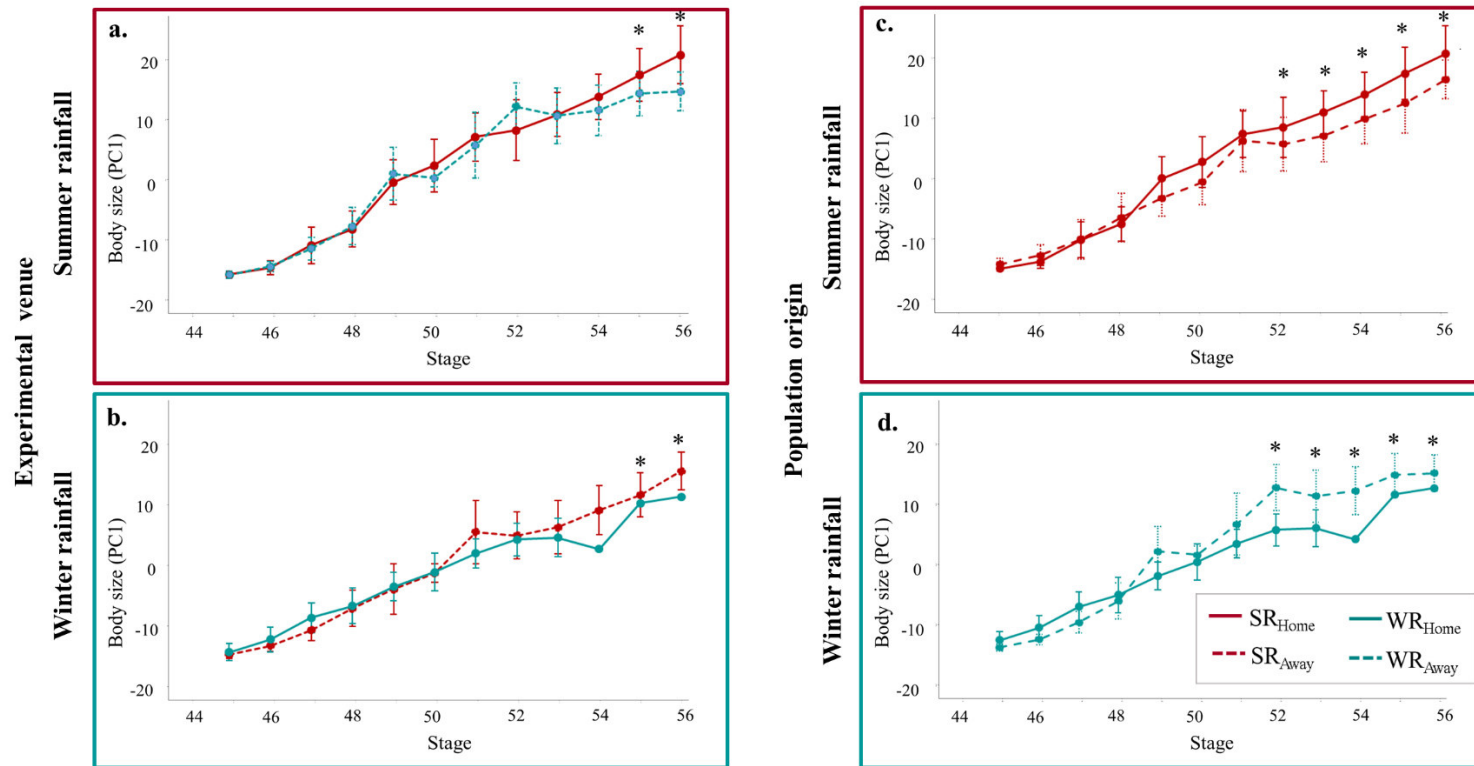 Experimental venue
Summer rainfall
a.
Body size (PC1)
20
10
0
-10
-20
* *
44 46 48 50 52 54 56
Stage
Winter rainfall
b.
Body size (PC1)
20
10
0
-10
-20
* *
44 46 48 50 52 54 56
Stage
Population origin
Summer rainfall
c.
Body size (PC1)
20
10
0
-10
-20
* * * * *
44 46 48 50 52 54 56
Stage
Winter rainfall
d.
Body size (PC1)
20
10
0
-10
-20
* * * * *
44 46 48 50 52 54 56
Stage
SRHome WRHome
SRAway WRAway